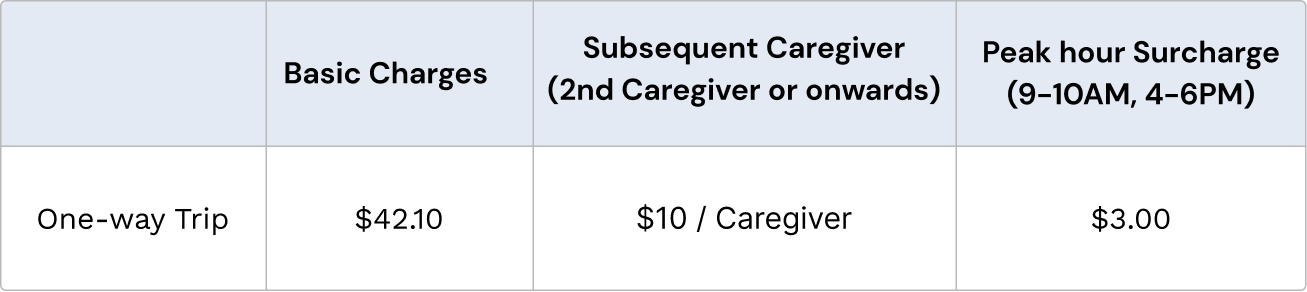 Basic Charges
Subsequent Caregiver
(2nd Caregiver or onwards)
Peak hour Surcharge
(9-10AM, 4-6PM)
One-way Trip
$42.10
$10 / Caregiver
$3.00